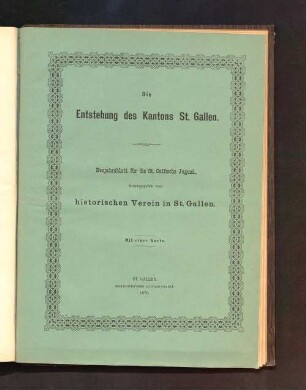 Die
Entstehung des Kantons St. Gallen.
Neujahrsblatt für die St. Gallische Jugend,
herausgegeben vom
historischen Verein in St. Gallen.
Mit einer Karte.
ST. GALLEN.
1870.